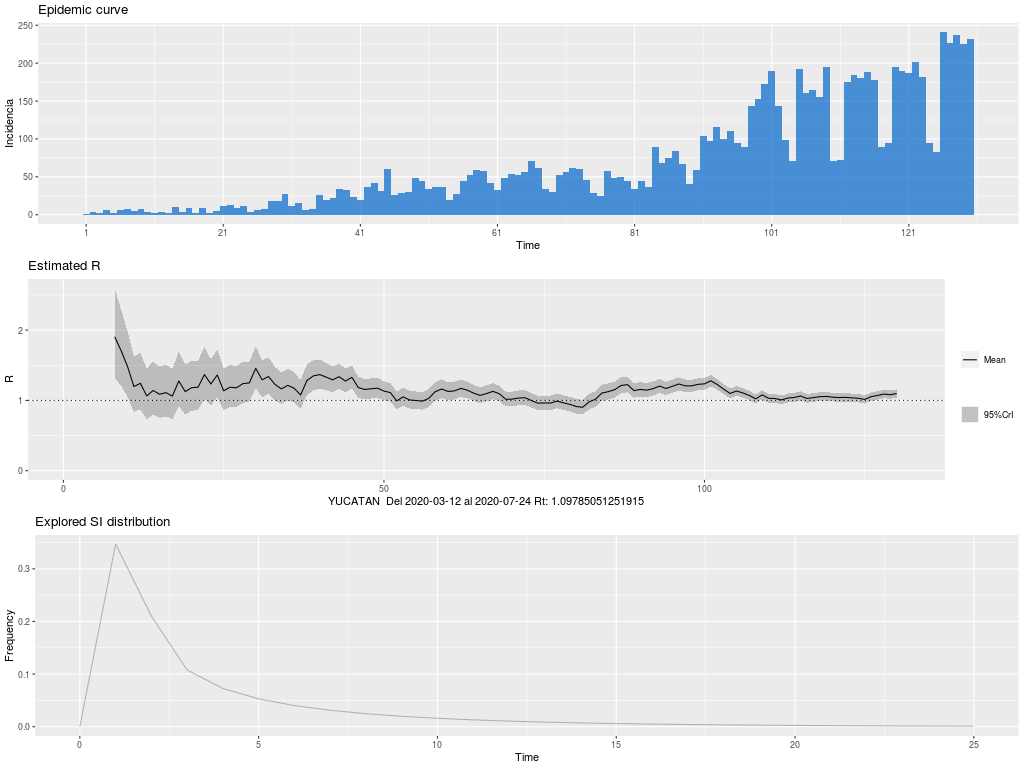 Epidemic curve
250
200
150
100
50
0
Incidencia
1 21 41 61 81 101 121
Time
Estimated R
2
1
0
R
Mean
95%CrI
0 50 100
YUCATAN Del 2020-03-12 al 2020-07-24 Rt: 1.09785051251915
Explored SI distribution
0.3
0.2
0.1
0.0
Frequency
0 5 10 15 20 25
Time